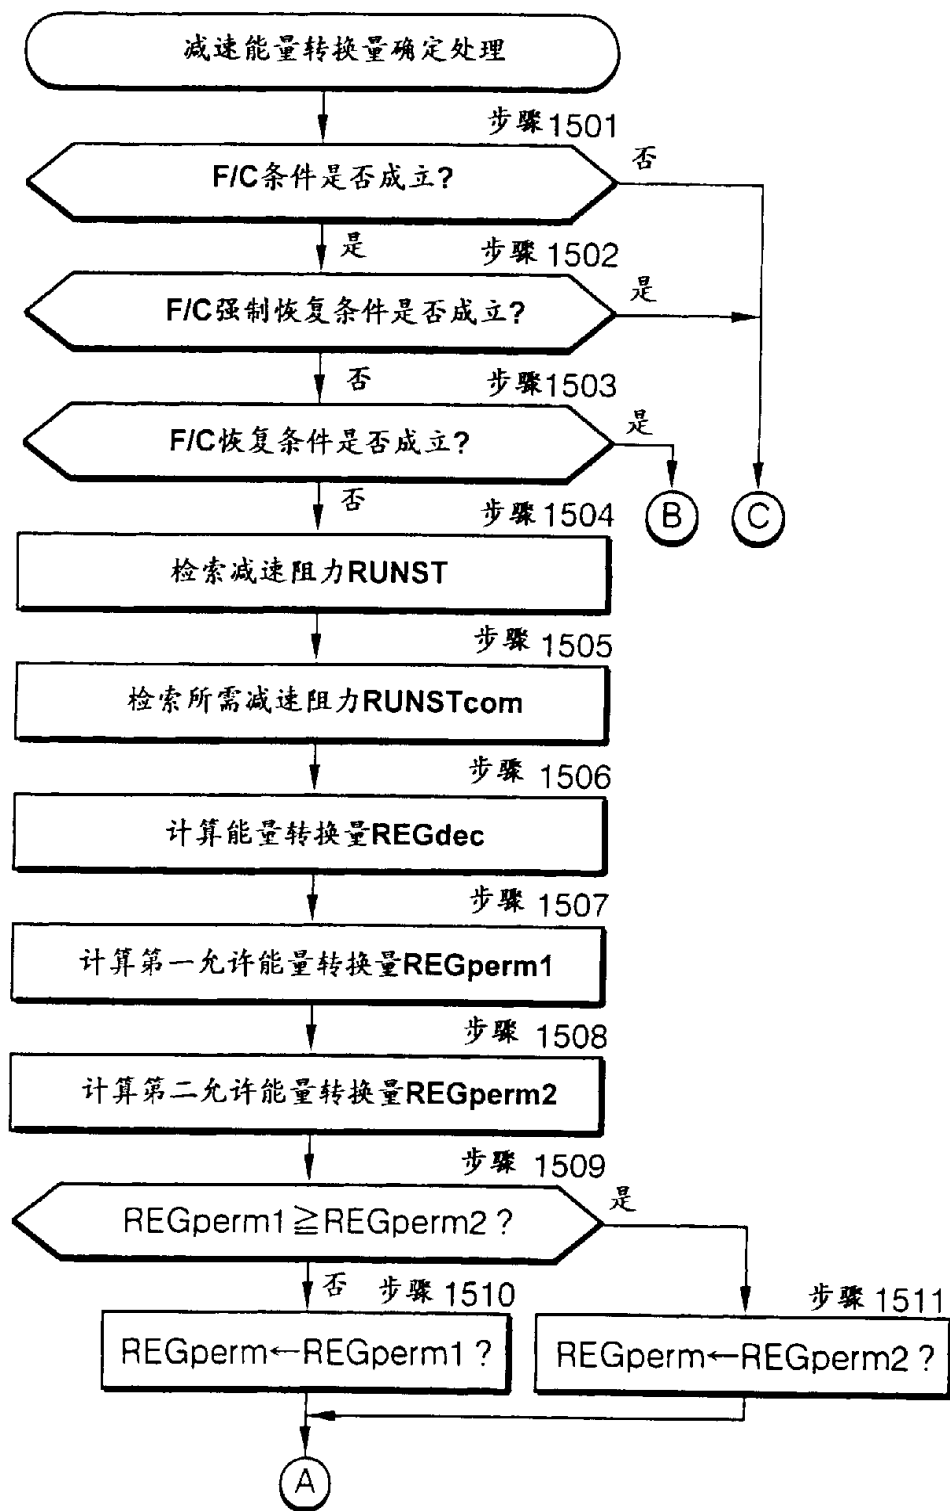 减速能量转换量确定处理
步骤1501
F/C条件是否成立?
否
是
步骤1502
F/C强制恢复条件是否成立?
是
否
步骤1503
F/C恢复条件是否成立?
是
否
B
C
步骤1504
检索减速阻力RUNST
步骤1505
检索所需减速阻力RUNSTcom
步骤1506
计算能量转换量REGdec
步骤1507
计算第一允许能量转换量REGperm1
步骤1508
计算第二允许能量转换量REGperm2
步骤1509
REGperm1≧REGperm2?
是
否
步骤1510
步骤1511
REGperm←REGperm1?
REGperm←REGperm2?
A